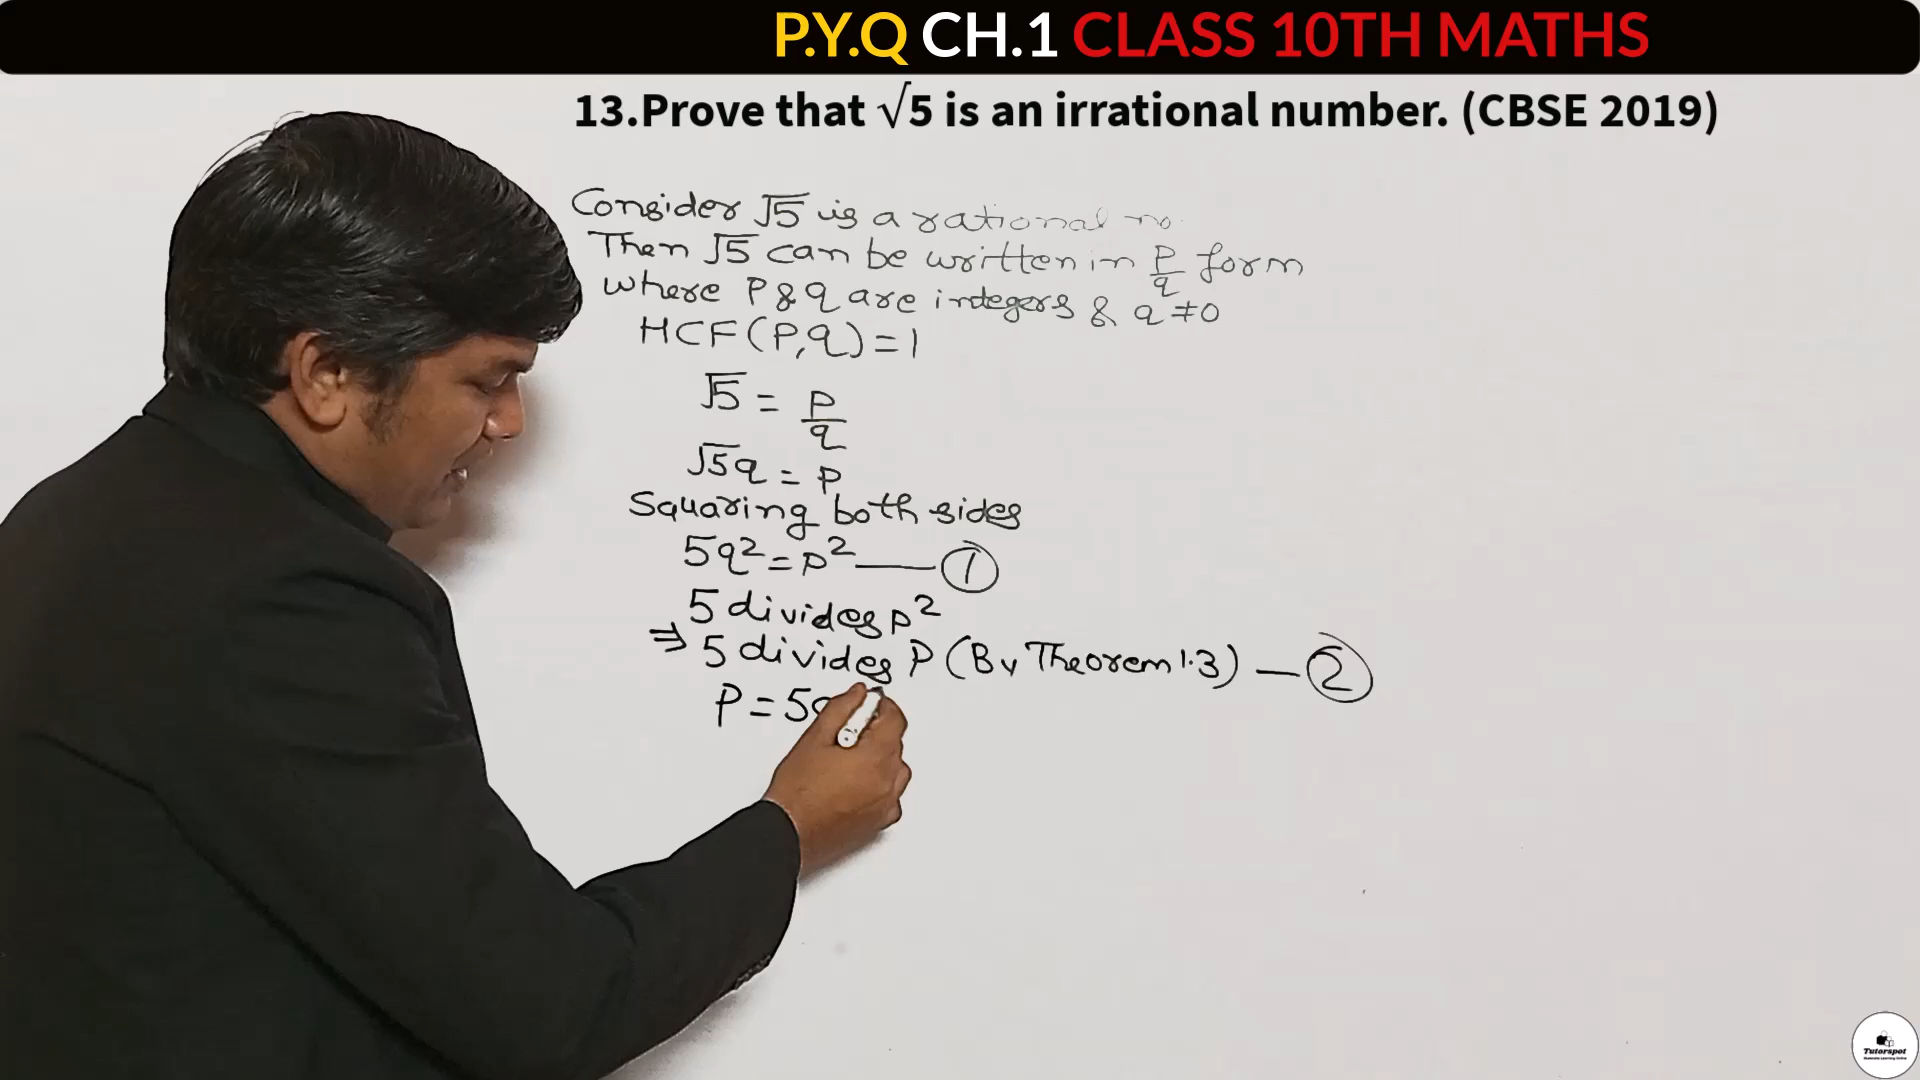 P.Y.Q CH.1 CLASS 10TH MATHS
13.Prove that √5 is an irrational number. (CBSE 2019)
Consider √5 is a rational no.
Then √5 can be written in P/q form
where P & q are integers & q ≠ 0
HCF(P,q) = 1
√5 = P/q
√5q = P
Squaring both sides
5q² = P² —— ①
5 divides P²
⇒ 5 divides P (By Theorem 1.3) — ②
P = 5
Tutorspot